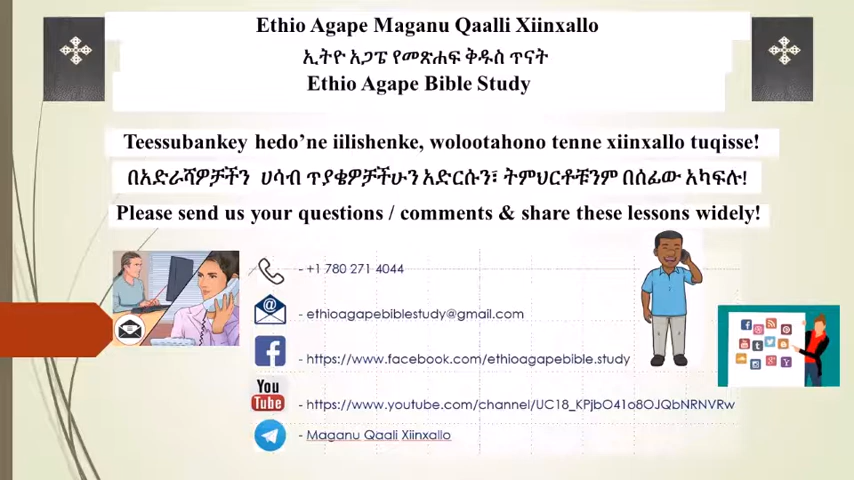 Ethio Agape Maganu Qaalli Xiinxallo
ኢትዮ አጋፔ የመጽሐፍ ቅዱስ ጥናት
Ethio Agape Bible Study
Teessubankey hedo’ne iilishenke, wolootahono tenne xiinxallo tuqisse!
በአድራሻዎቻችን ሀሳብ ጥያቄዎቻችሁን አድርሱን፣ ትምህርቶቹንም በሰፊው አካፍሉ!
Please send us your questions / comments & share these lessons widely!
- +1 780 271 4044
- ethioagapebiblestudy@gmail.com
- https://www.facebook.com/ethioagapebible.study
You Tube
- https://www.youtube.com/channel/UC18_KPjbO41o8OJQbNRNVRw
- Maganu Qaali Xiinxallo